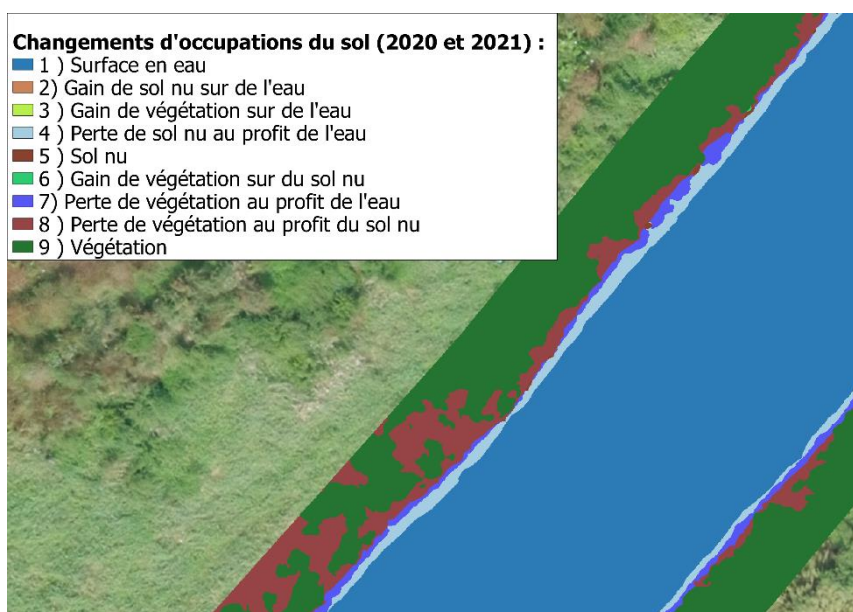 Changements d'occupations du sol (2020 et 2021) :
1 ) Surface en eau
2) Gain de sol nu sur de l'eau
3 ) Gain de végétation sur de l'eau
4 ) Perte de sol nu au profit de l'eau
5 ) Sol nu
6 ) Gain de végétation sur du sol nu
7) Perte de végétation au profit de l'eau
8 ) Perte de végétation au profit du sol nu
9 ) Végétation